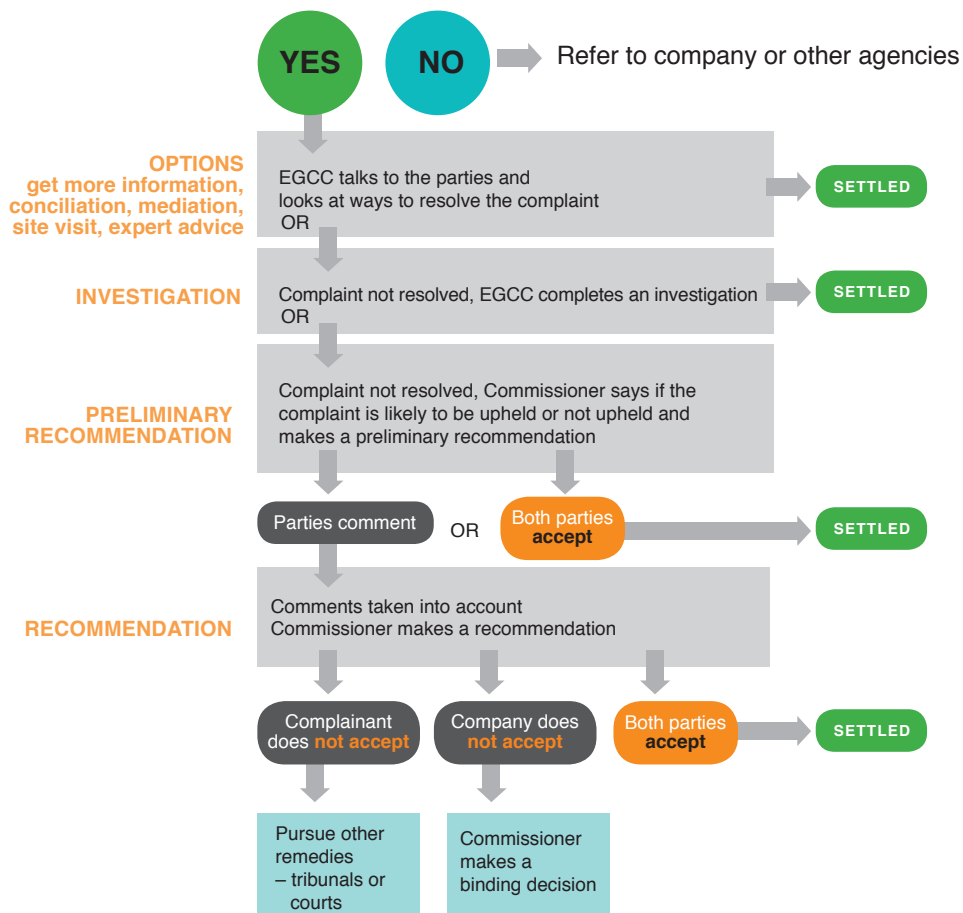 YES
NO
Refer to company or other agencies
OPTIONS
get more information,
conciliation, mediation,
site visit, expert advice
EGCC talks to the parties and
looks at ways to resolve the complaint
OR
SETTLED
INVESTIGATION
Complaint not resolved, EGCC completes an investigation
OR
SETTLED
PRELIMINARY
RECOMMENDATION
Complaint not resolved, Commissioner says if the
complaint is likely to be upheld or not upheld and
makes a preliminary recommendation
Parties comment
OR
Both parties
accept
SETTLED
RECOMMENDATION
Comments taken into account
Commissioner makes a recommendation
Complainant
does not accept
Company does
not accept
Both parties
accept
SETTLED
Pursue other
remedies
– tribunals or
courts
Commissioner
makes a
binding decision